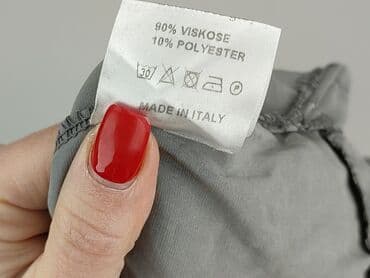 90% VISKOSE
10% POLYESTER
30 P
MADE IN ITALY